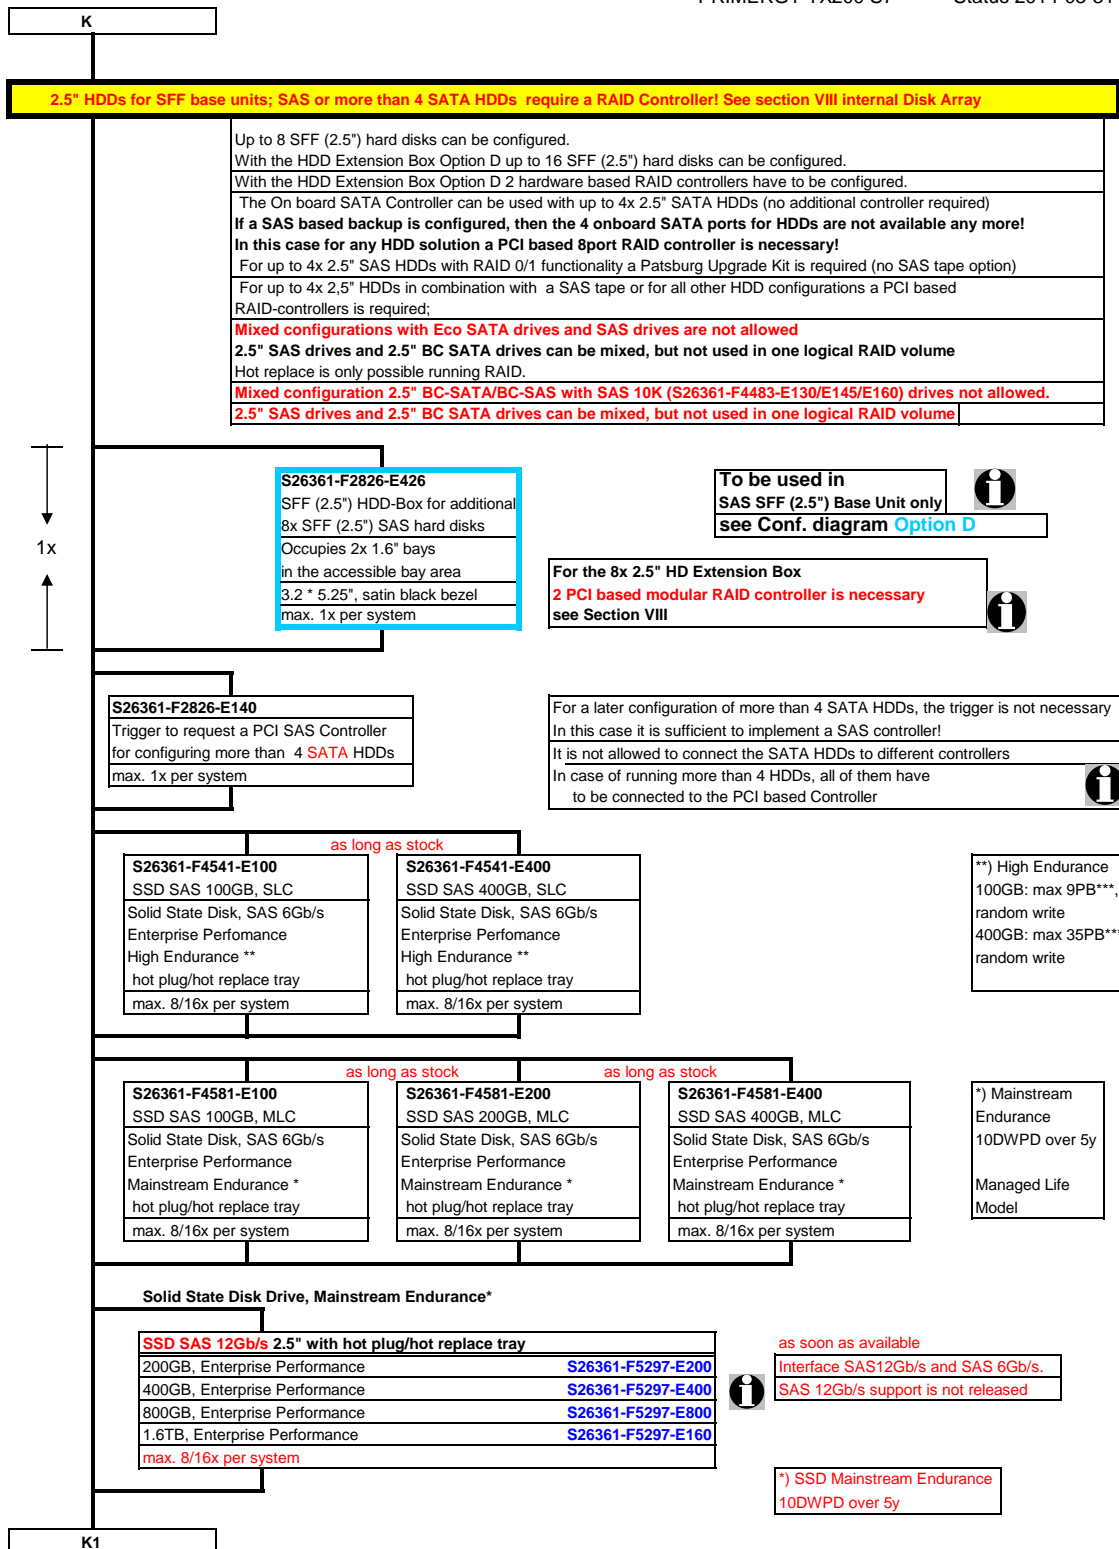 K
2.5" HDDs for SFF base units; SAS or more than 4 SATA HDDs require a RAID Controller! See section VIII internal Disk Array
Up to 8 SFF (2.5") hard disks can be configured.
With the HDD Extension Box Option D up to 16 SFF (2.5") hard disks can be configured.
With the HDD Extension Box Option D 2 hardware based RAID controllers have to be configured.
The On board SATA Controller can be used with up to 4x 2.5" SATA HDDs (no additional controller required)
If a SAS based backup is configured, then the 4 onboard SATA ports for HDDs are not available any more!
In this case for any HDD solution a PCI based 8port RAID controller is necessary!
For up to 4x 2.5" SAS HDDs with RAID 0/1 functionality a Patsburg Upgrade Kit is required (no SAS tape option)
For up to 4x 2,5" HDDs in combination with a SAS tape or for all other HDD configurations a PCI based
RAID-controllers is required;
Mixed configurations with Eco SATA drives and SAS drives are not allowed
2.5" SAS drives and 2.5" BC SATA drives can be mixed, but not used in one logical RAID volume
Hot replace is only possible running RAID.
Mixed configuration 2.5" BC-SATA/BC-SAS with SAS 10K (S26361-F4483-E130/E145/E160) drives not allowed.
2.5" SAS drives and 2.5" BC SATA drives can be mixed, but not used in one logical RAID volume
1x
S26361-F2826-E426
SFF (2.5") HDD-Box for additional
8x SFF (2.5") SAS hard disks
Occupies 2x 1.6" bays
in the accessible bay area
3.2 * 5.25", satin black bezel
max. 1x per system
To be used in
SAS SFF (2.5") Base Unit only
see Conf. diagram Option D
For the 8x 2.5" HD Extension Box
2 PCI based modular RAID controller is necessary
see Section VIII
S26361-F2826-E140
Trigger to request a PCI SAS Controller
for configuring more than 4 SATA HDDs
max. 1x per system
For a later configuration of more than 4 SATA HDDs, the trigger is not necessary
In this case it is sufficient to implement a SAS controller!
It is not allowed to connect the SATA HDDs to different controllers
In case of running more than 4 HDDs, all of them have
to be connected to the PCI based Controller
as long as stock
S26361-F4541-E100
SSD SAS 100GB, SLC
Solid State Disk, SAS 6Gb/s
Enterprise Perfomance
High Endurance **
hot plug/hot replace tray
max. 8/16x per system
S26361-F4541-E400
SSD SAS 400GB, SLC
Solid State Disk, SAS 6Gb/s
Enterprise Perfomance
High Endurance **
hot plug/hot replace tray
max. 8/16x per system
**) High Endurance
100GB: max 9PB***,
random write
400GB: max 35PB***
random write
as long as stock
as long as stock
S26361-F4581-E100
SSD SAS 100GB, MLC
Solid State Disk, SAS 6Gb/s
Enterprise Performance
Mainstream Endurance *
hot plug/hot replace tray
max. 8/16x per system
S26361-F4581-E200
SSD SAS 200GB, MLC
Solid State Disk, SAS 6Gb/s
Enterprise Performance
Mainstream Endurance *
hot plug/hot replace tray
max. 8/16x per system
S26361-F4581-E400
SSD SAS 400GB, MLC
Solid State Disk, SAS 6Gb/s
Enterprise Performance
Mainstream Endurance *
hot plug/hot replace tray
max. 8/16x per system
*) Mainstream
Endurance
10DWPD over 5y
Managed Life
Model
Solid State Disk Drive, Mainstream Endurance*
SSD SAS 12Gb/s 2.5" with hot plug/hot replace tray
200GB, Enterprise Performance S26361-F5297-E200
400GB, Enterprise Performance S26361-F5297-E400
800GB, Enterprise Performance S26361-F5297-E800
1.6TB, Enterprise Performance S26361-F5297-E160
max. 8/16x per system
as soon as available
Interface SAS12Gb/s and SAS 6Gb/s.
SAS 12Gb/s support is not released
*) SSD Mainstream Endurance
10DWPD over 5y
K1